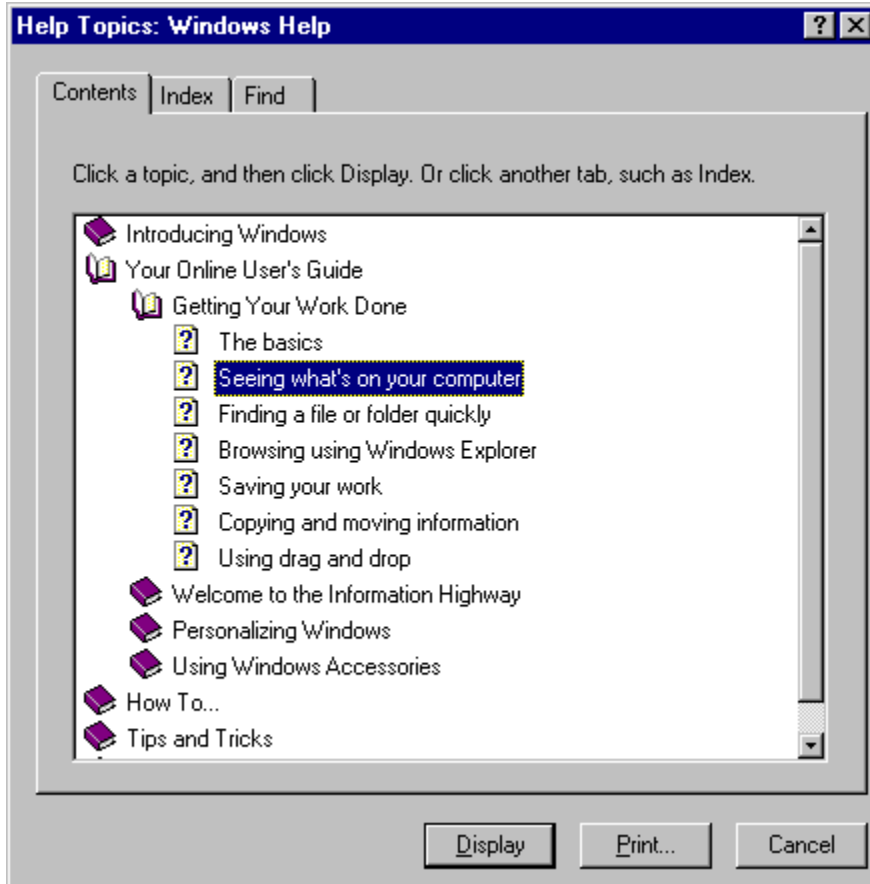 Help Topics: Windows Help
Contents Index Find
Click a topic, and then click Display. Or click another tab, such as Index.
Introducing Windows
Your Online User's Guide
Getting Your Work Done
The basics
Seeing what's on your computer
Finding a file or folder quickly
Browsing using Windows Explorer
Saving your work
Copying and moving information
Using drag and drop
Welcome to the Information Highway
Personalizing Windows
Using Windows Accessories
How To...
Tips and Tricks
Display Print... Cancel